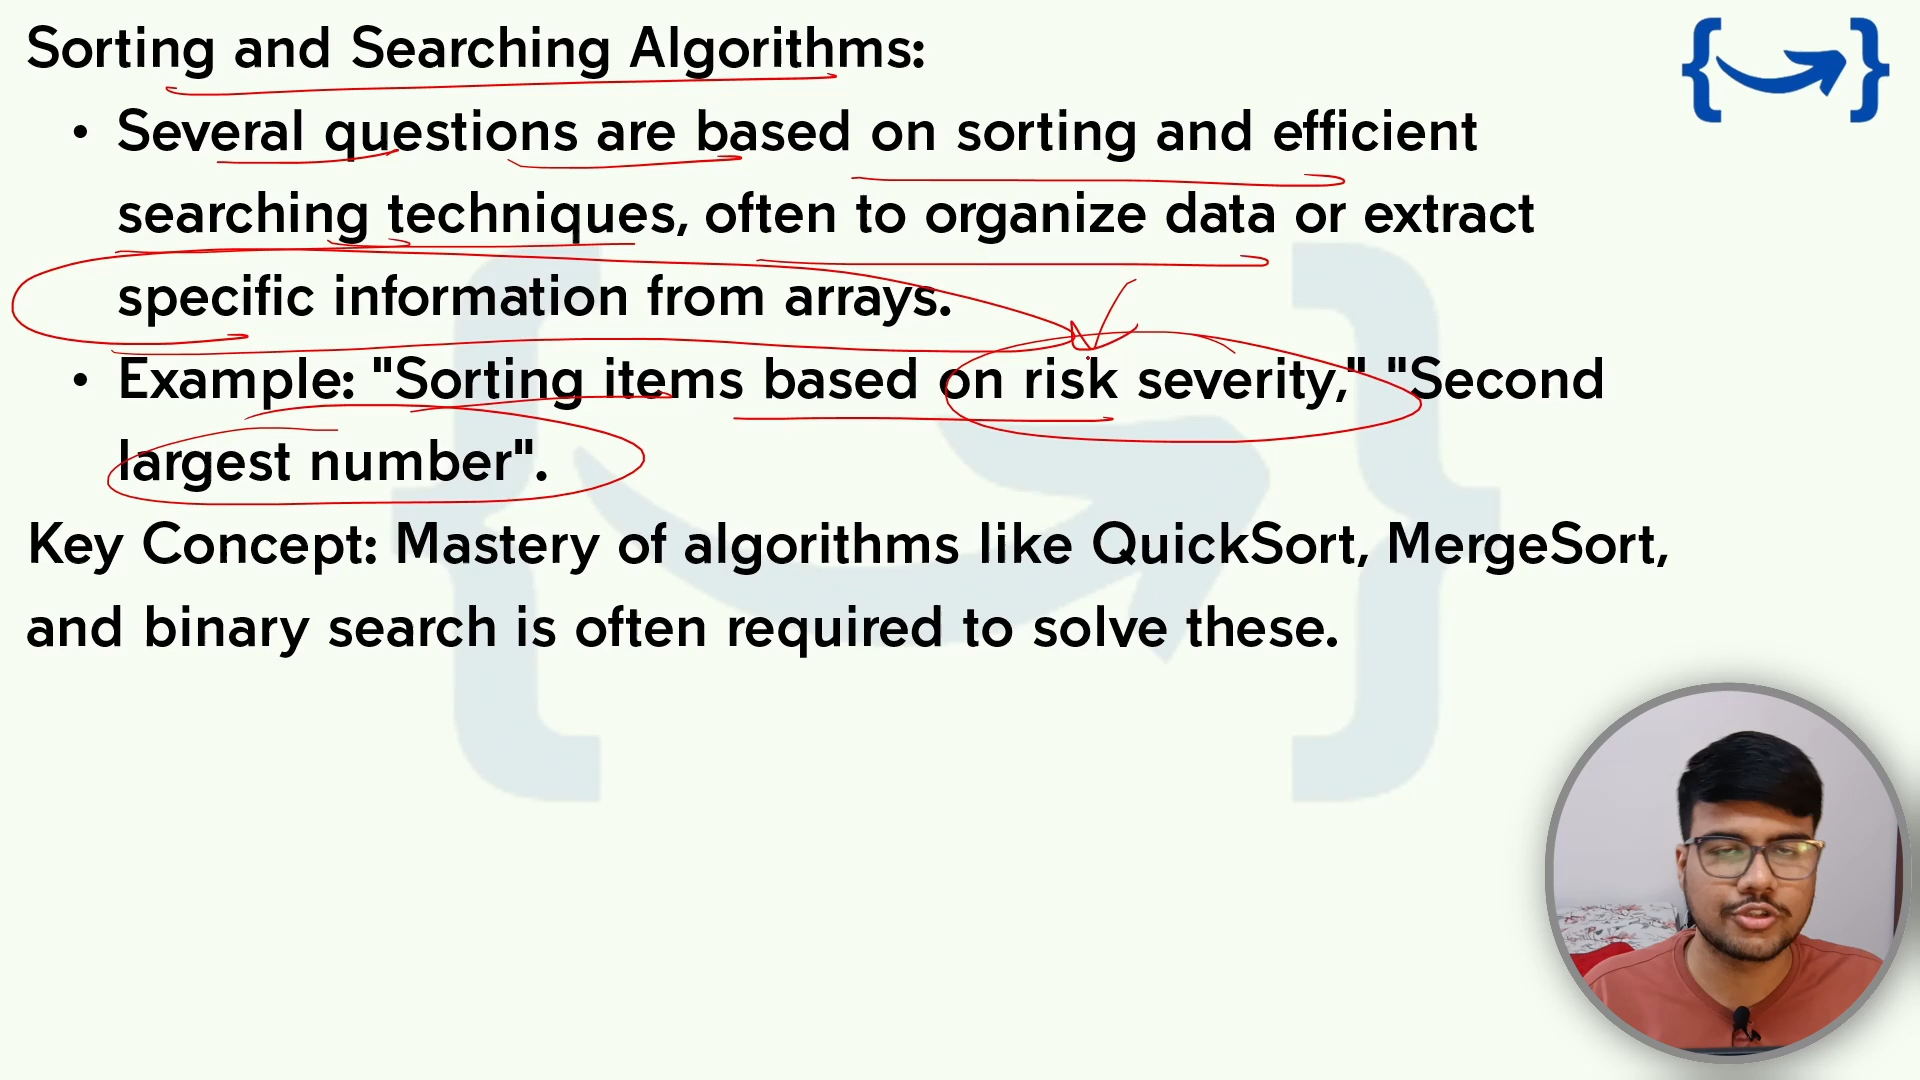 Sorting and Searching Algorithms:
• Several questions are based on sorting and efficient
searching techniques, often to organize data or extract
specific information from arrays.
• Example: "Sorting items based on risk severity," "Second
largest number".
Key Concept: Mastery of algorithms like QuickSort, MergeSort,
and binary search is often required to solve these.